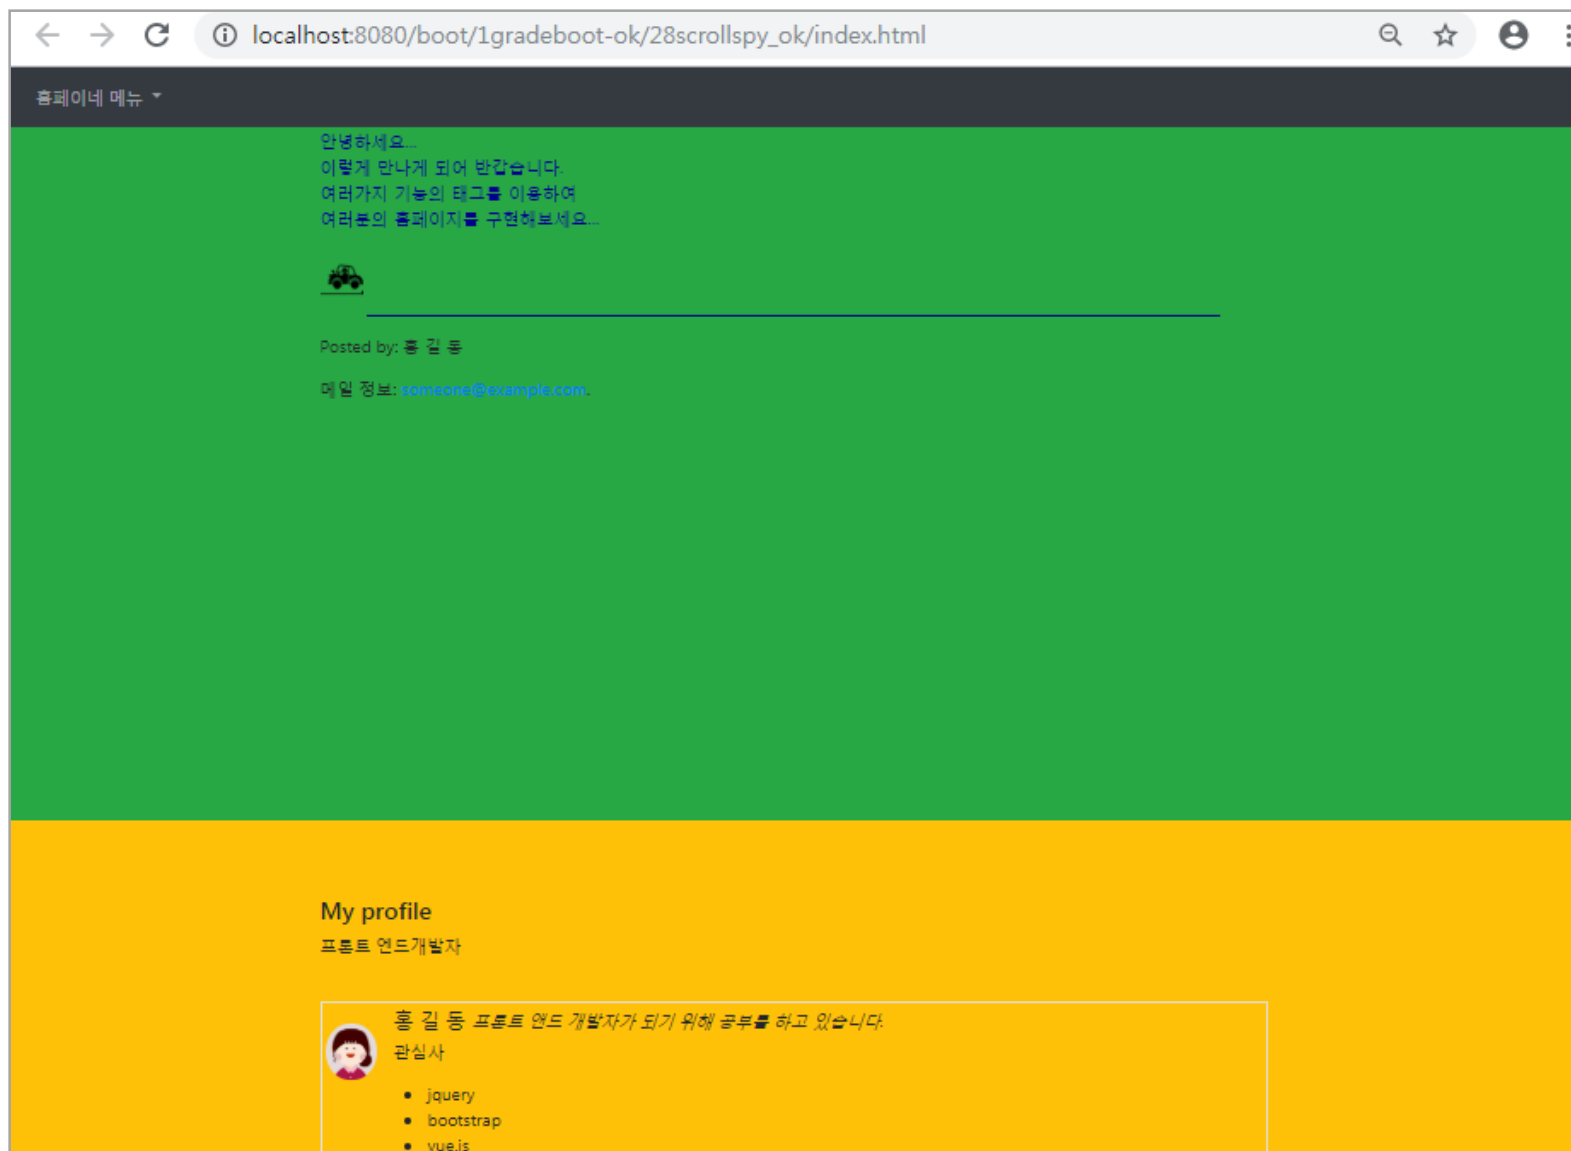 localhost:8080/boot/1gradeboot-ok/28scrollspy_ok/index.html
홈페이네 메뉴
안녕하세요...
이렇게 만나게 되어 반갑습니다.
여러가지 기능의 태그를 이용하여
여러분의 홈페이지를 구현해보세요...
Posted by: 홍 길 동
메일 정보: someone@example.com.
My profile
프론트 엔드개발자
홍 길 동 프론트 앤드 개발자가 되기 위해 공부를 하고 있습니다.
관심사
jquery
bootstrap
vue.js